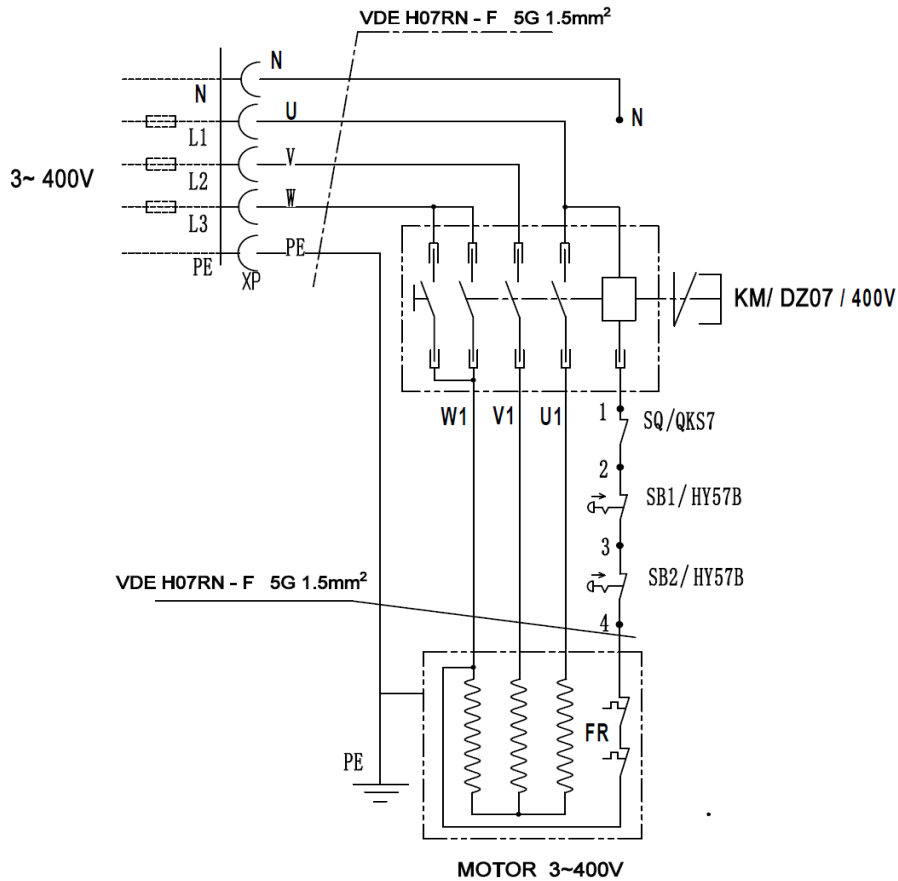 VDE H07RN - F 5G 1.5mm²
N
N
N
U
L1
V
3~ 400V
L2
W
L3
PE
PE
XP
KM/ DZ07 / 400V
W1
V1
U1
1
SQ/QKS7
2
SB1/HY57B
3
SB2/HY57B
VDE H07RN - F 5G 1.5mm²
4
FR
PE
MOTOR 3~400V